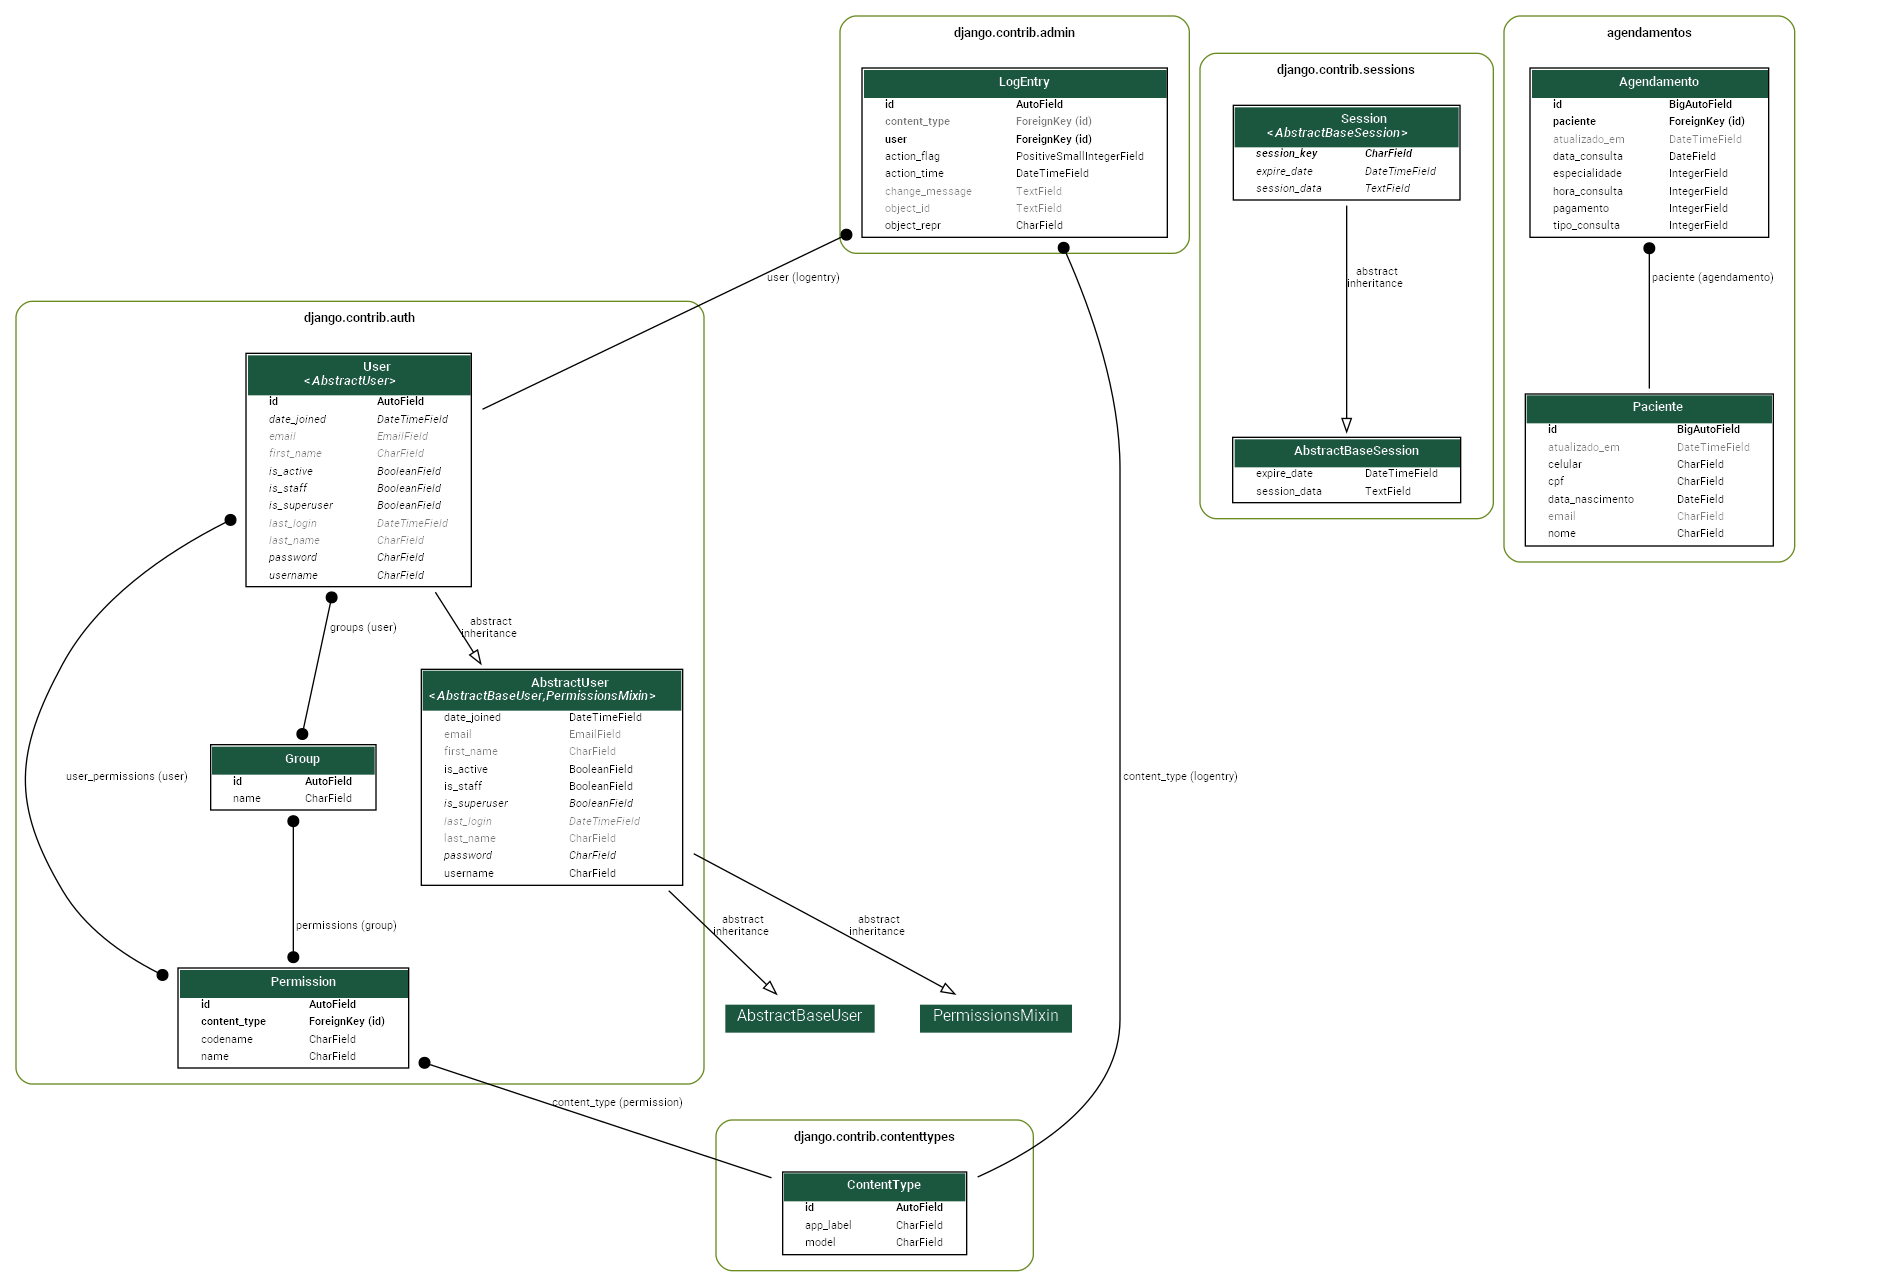 django.contrib.admin
LogEntry
id AutoField
content_type ForeignKey (id)
user ForeignKey (id)
action_flag PositiveSmallIntegerField
action_time DateTimeField
change_message TextField
object_id TextField
object_repr CharField
django.contrib.sessions
Session
<AbstractBaseSession>
session_key CharField
expire_date DateTimeField
session_data TextField
abstract
inheritance
AbstractBaseSession
expire_date DateTimeField
session_data TextField
agendamentos
Agendamento
id BigAutoField
paciente ForeignKey (id)
atualizado_em DateTimeField
data_consulta DateField
especialidade IntegerField
hora_consulta IntegerField
pagamento IntegerField
tipo_consulta IntegerField
paciente (agendamento)
Paciente
id BigAutoField
atualizado_em DateTimeField
celular CharField
cpf CharField
data_nascimento DateField
email CharField
nome CharField
user (logentry)
django.contrib.auth
User
<AbstractUser>
id AutoField
date_joined DateTimeField
email EmailField
first_name CharField
is_active BooleanField
is_staff BooleanField
is_superuser BooleanField
last_login DateTimeField
last_name CharField
password CharField
username CharField
groups (user)
abstract
inheritance
AbstractUser
<AbstractBaseUser,PermissionsMixin>
date_joined DateTimeField
email EmailField
first_name CharField
is_active BooleanField
is_staff BooleanField
is_superuser BooleanField
last_login DateTimeField
last_name CharField
password CharField
username CharField
user_permissions (user)
Group
id AutoField
name CharField
content_type (logentry)
permissions (group)
abstract
inheritance
abstract
inheritance
Permission
id AutoField
content_type ForeignKey (id)
codename CharField
name CharField
AbstractBaseUser
PermissionsMixin
content_type (permission)
django.contrib.contenttypes
ContentType
id AutoField
app_label CharField
model CharField